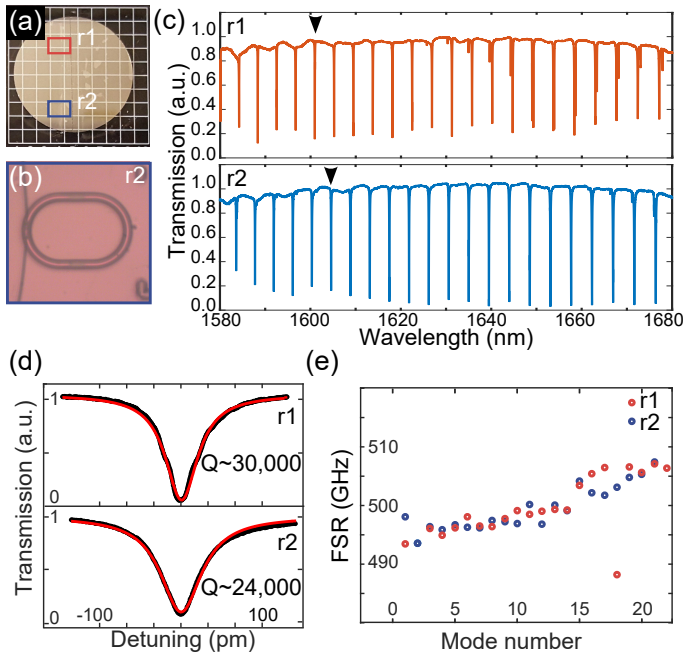 (a)
r1
r2
(b)
r2
(c)
r1
1.0
0.8
0.6
0.4
0.2
0.0
r2
1.0
0.8
0.6
0.4
0.2
0.0
Transmission (a.u.)
1580 1600 1620 1640 1660 1680
Wavelength (nm)
(d)
1
r1
Q~30,000
0
1
r2
Q~24,000
0
-100 100
Transmission (a.u.)
Detuning (pm)
(e)
r1
r2
510
500
490
FSR (GHz)
0 5 10 15 20
Mode number